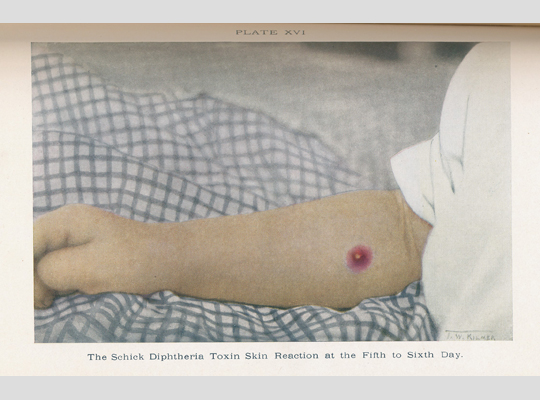 PLATE XVI
The Schick Diphtheria Toxin Skin Reaction at the Fifth to Sixth Day.